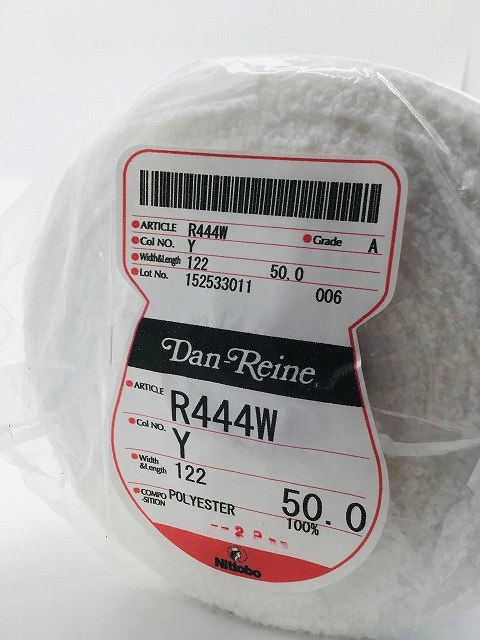 ARTICLE R444W Grade A
Col NO. Y
Width&Length 122 50.0
Lot No. 152533011 006
Dan-Reine
ARTICLE R444W
Col NO. Y
Width &Length 122 50.0
COMPO -SITION POLYESTER 100%
Nittobo